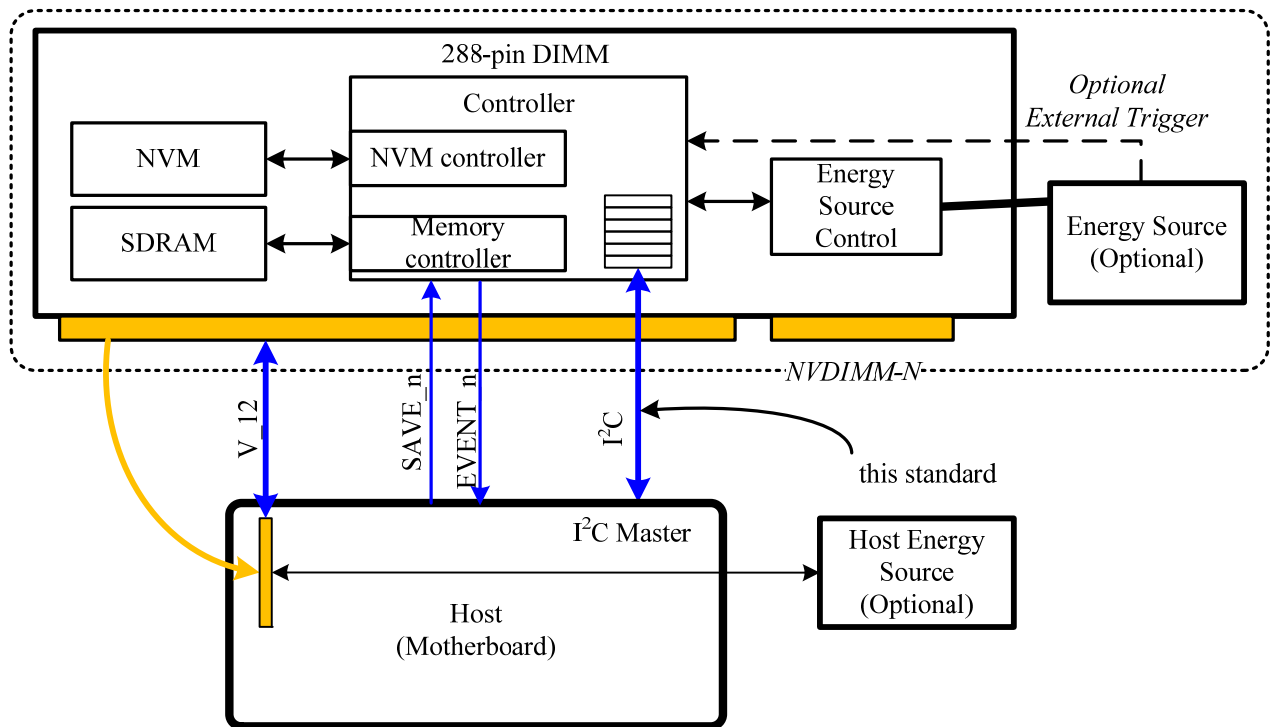 288-pin DIMM
Controller
Optional
External Trigger
NVM
NVM controller
Energy
Source
Control
SDRAM
Memory
controller
Energy Source
(Optional)
NVDIMM-N
V_12
SAVE_n
EVENT_n
I²C
this standard
I²C Master
Host Energy
Source
(Optional)
Host
(Motherboard)